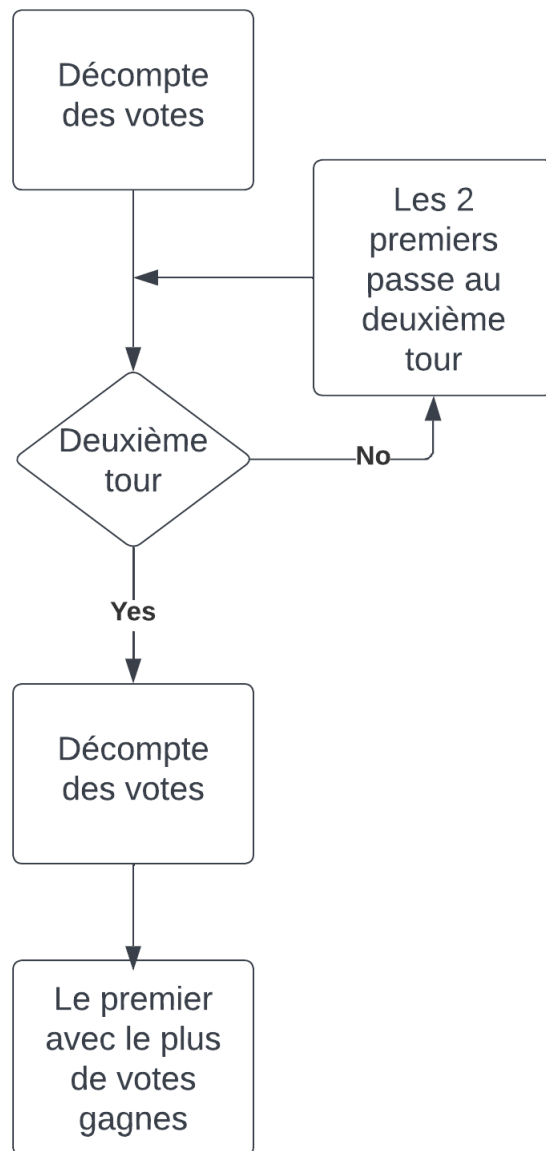 Décompte
des votes
Les 2
premiers
passe au
deuxième
tour
Deuxième
tour
No
Yes
Décompte
des votes
Le premier
avec le plus
de votes
gagnes